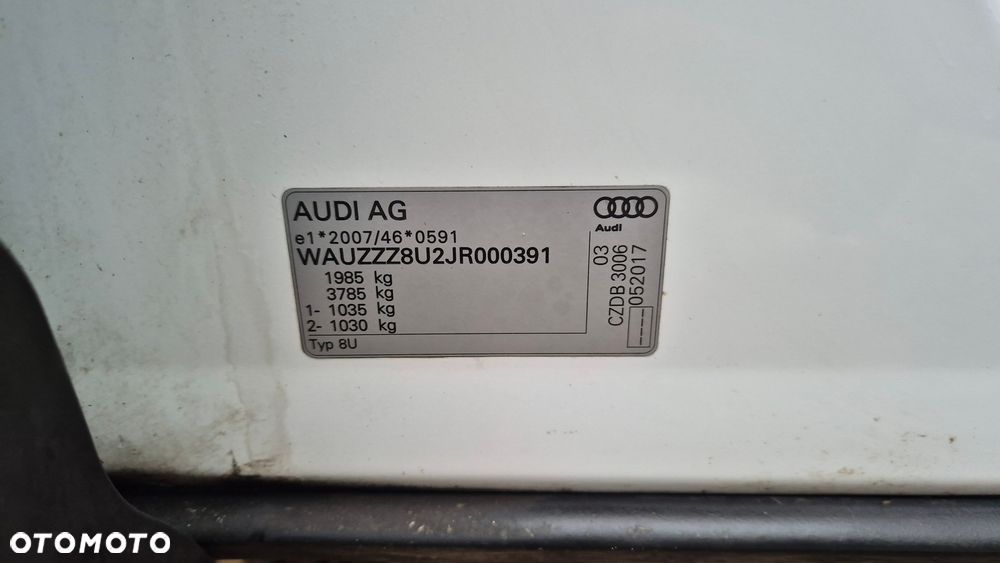 AUDI AG
Audi
e1*2007/46*0591
WAUZZZ8U2JR000391
1985 kg
3785 kg
1- 1035 kg
2- 1030 kg
Typ 8U
03
CZDB 3006
----052017
OTOMOTO